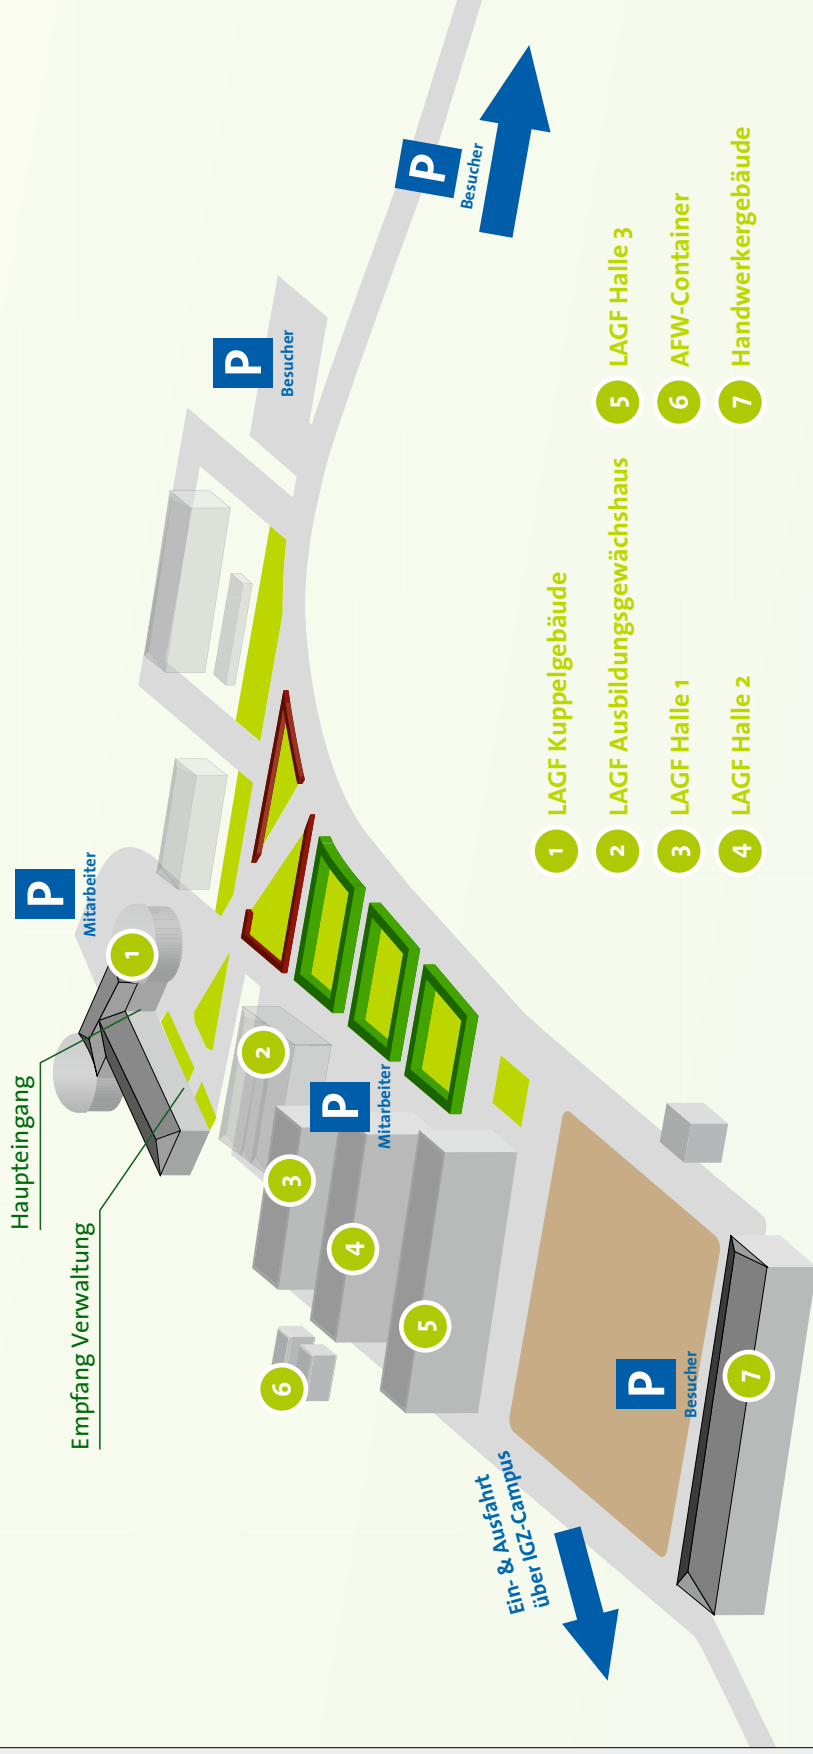 Haupteingang
Empfang Verwaltung
P
Mitarbeiter
P
Besucher
P
Besucher
1
2
3
4
5
6
7
P
Mitarbeiter
P
Besucher
Ein- & Ausfahrt
über IGZ-Campus
1 LAGF Kuppelgebäude
2 LAGF Ausbildungsgewächshaus
3 LAGF Halle 1
4 LAGF Halle 2
5 LAGF Halle 3
6 AFW-Container
7 Handwerkergebäude